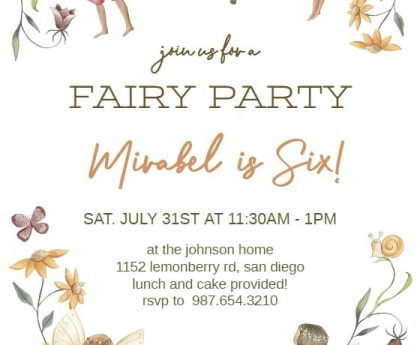 join us for a
FAIRY PARTY
Mirabel is Six!
SAT. JULY 31ST AT 11:30AM - 1PM
at the johnson home
1152 lemonberry rd, san diego
lunch and cake provided!
rsvp to 987.654.3210